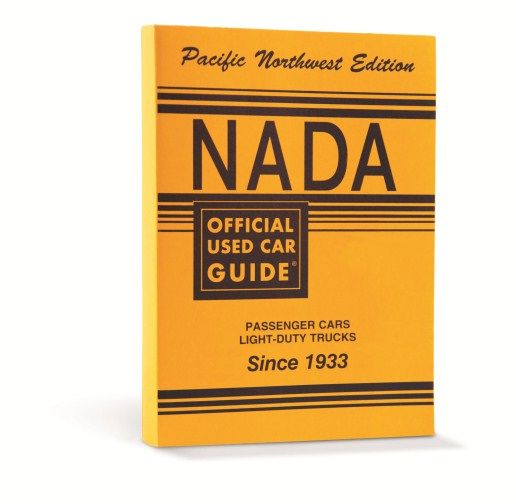 Pacific Northwest Edition
NADA
OFFICIAL
USED CAR
GUIDE®
PASSENGER CARS
LIGHT-DUTY TRUCKS
Since 1933